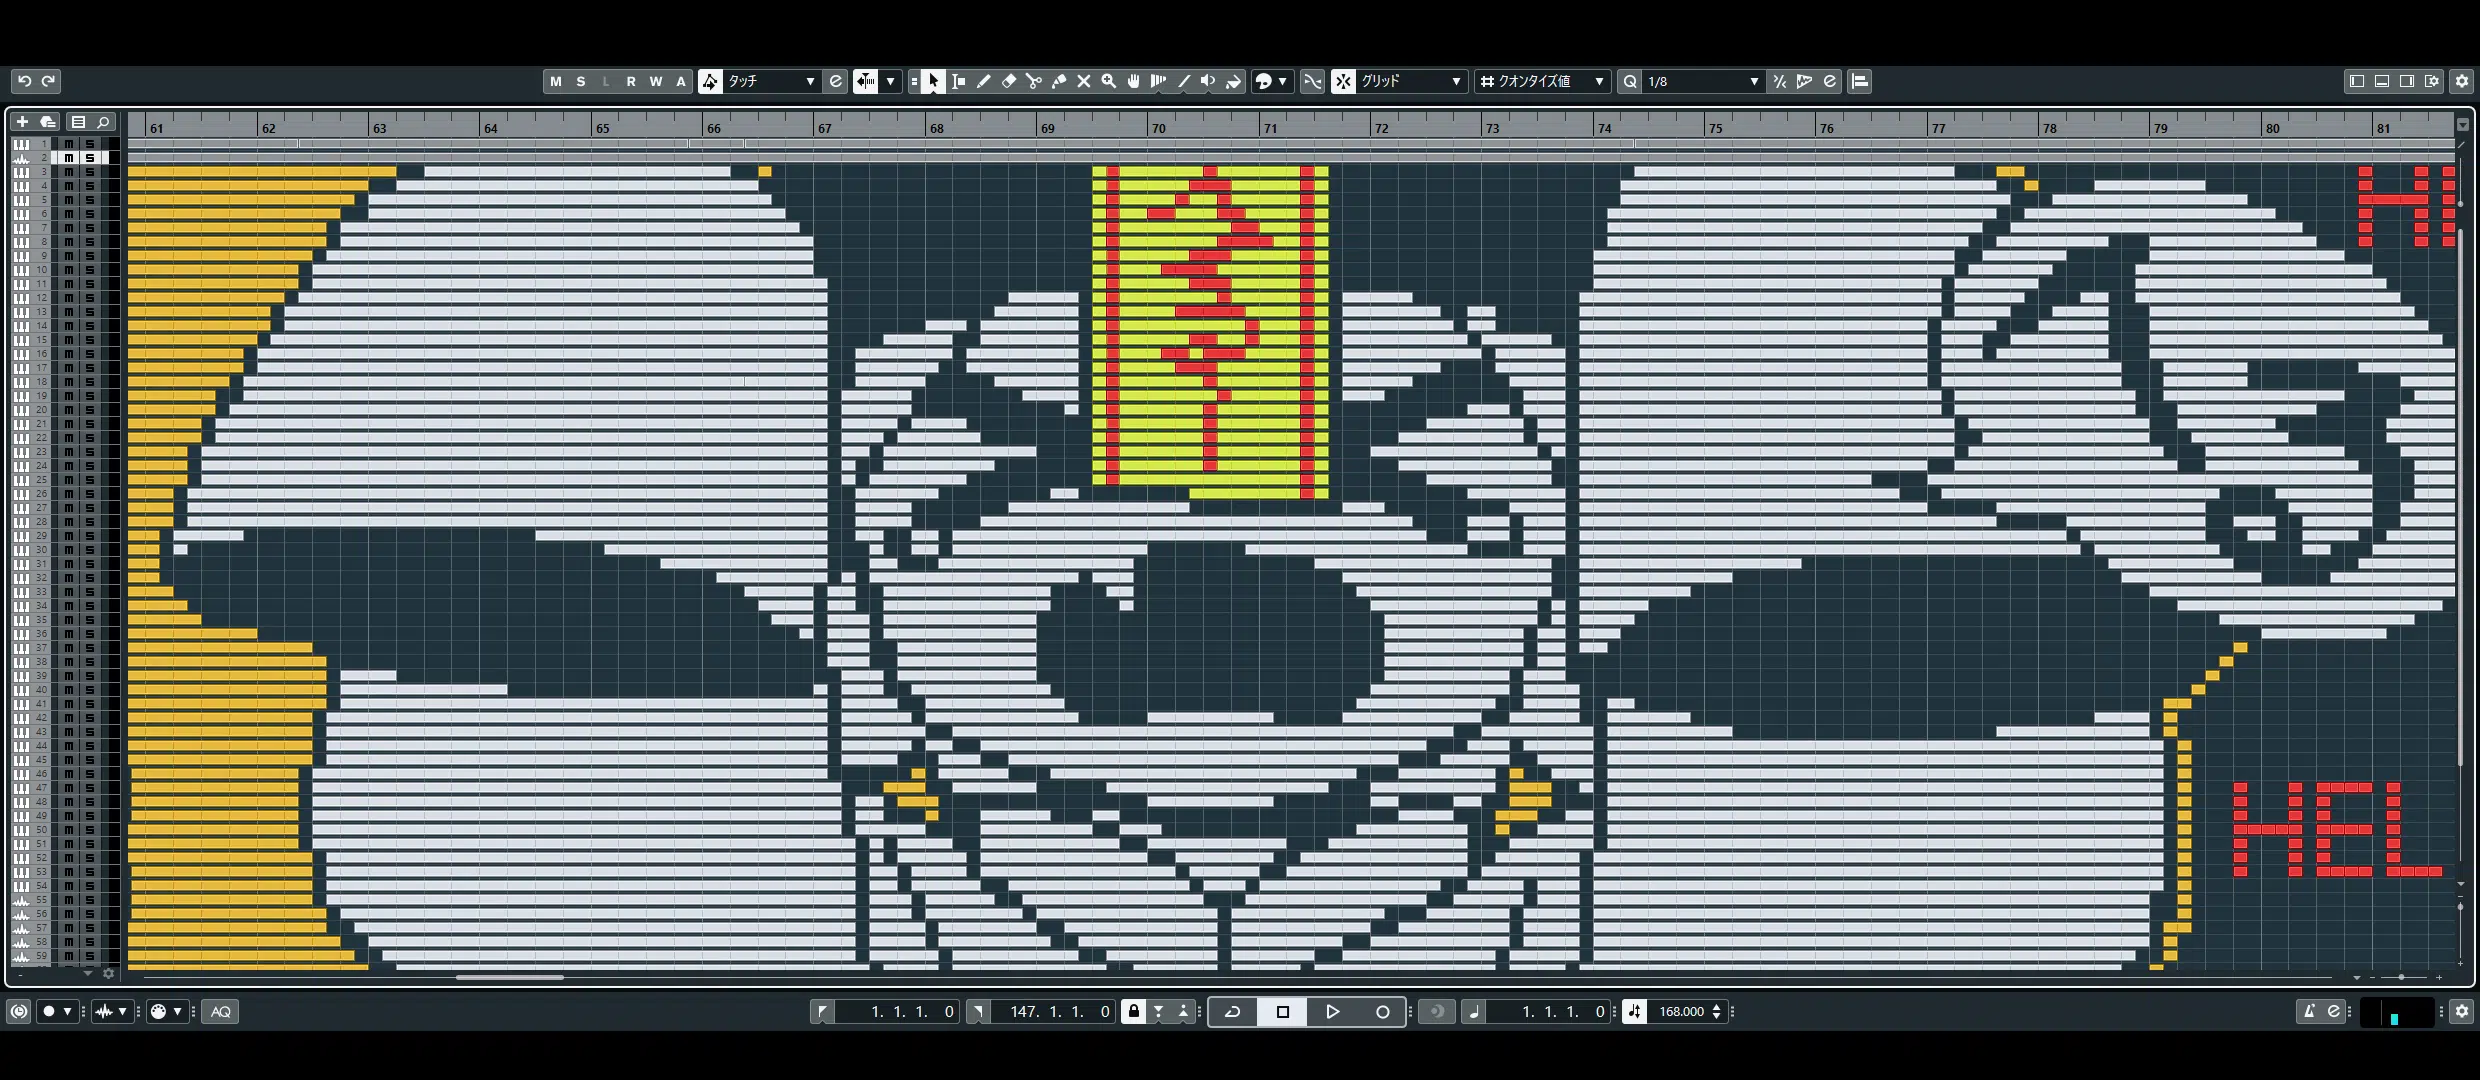 M S L R W A タッチ グリッド クオンタイズ値 Q 1/8
61 62 63 64 65 66 67 68 69 70 71 72 73 74 75 76 77 78 79 80 81
1 m S
2 m S
3 m S
4 m S
5 m S
6 m S
7 m S
8 m S
9 m S
10 m S
11 m S
12 m S
13 m S
14 m S
15 m S
16 m S
17 m S
18 m S
19 m S
20 m S
21 m S
22 m S
23 m S
24 m S
25 m S
26 m S
27 m S
28 m S
29 m S
30 m S
31 m S
32 m S
33 m S
34 m S
35 m S
36 m S
37 m S
38 m S
39 m S
40 m S
41 m S
42 m S
43 m S
44 m S
45 m S
46 m S
47 m S
48 m S
49 m S
50 m S
51 m S
52 m S
53 m S
54 m S
55 m S
56 m S
57 m S
58 m S
59 m S
HEL
AQ 1. 1. 1. 0 147. 1. 1. 0 1. 1. 1. 0 168.000